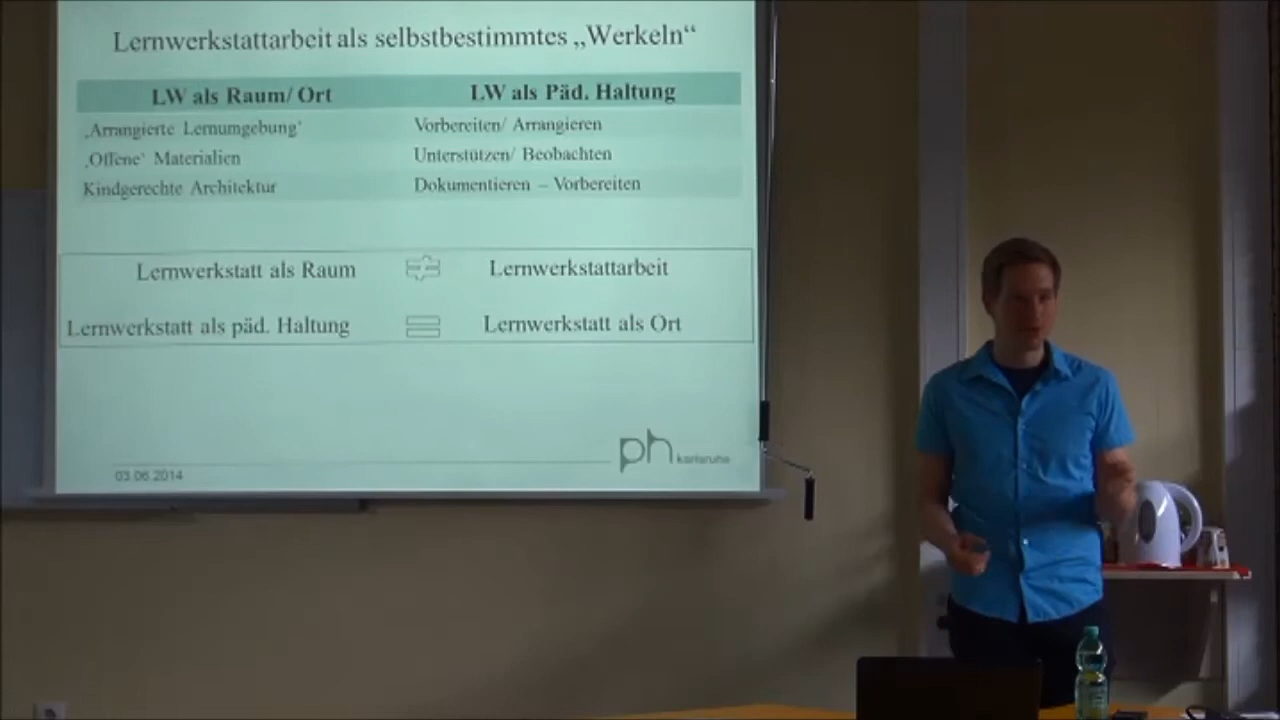 Lernwerkstattarbeit als selbstbestimmtes „Werkeln“
LW als Raum/ Ort LW als Päd. Haltung
‚Arrangierte Lernumgebung‘ Vorbereiten/ Arrangieren
‚Offene‘ Materialien Unterstützen/ Beobachten
Kindgerechte Architektur Dokumentieren – Vorbereiten
Lernwerkstatt als Raum ≠ Lernwerkstattarbeit
Lernwerkstatt als päd. Haltung = Lernwerkstatt als Ort
ph karlsruhe
03.06.2014